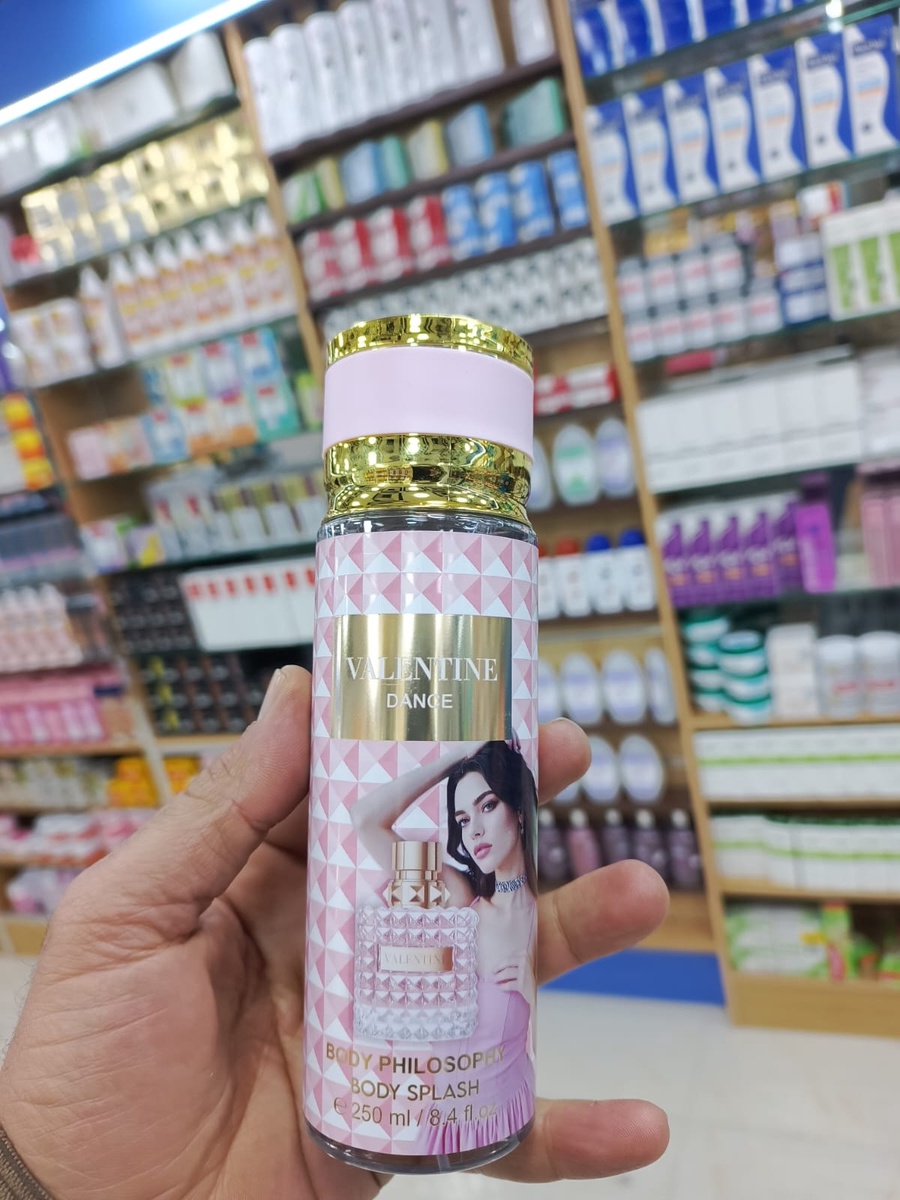 VALENTINE
DANCE
VALENTIN
BODY PHILOSOPHY
BODY SPLASH
e 250 ml / 8.4 fl.oz